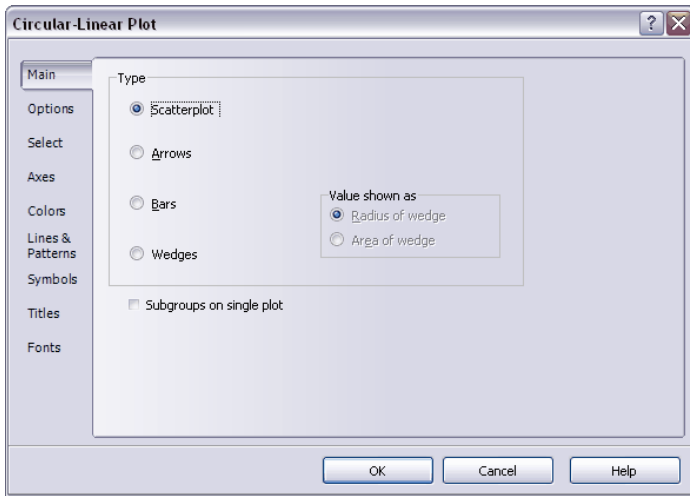 Circular-Linear Plot
Main
Options
Select
Axes
Colors
Lines &
Patterns
Symbols
Titles
Fonts
Type
Scatterplot
Arrows
Bars
Wedges
Value shown as
Radius of wedge
Area of wedge
Subgroups on single plot
OK
Cancel
Help